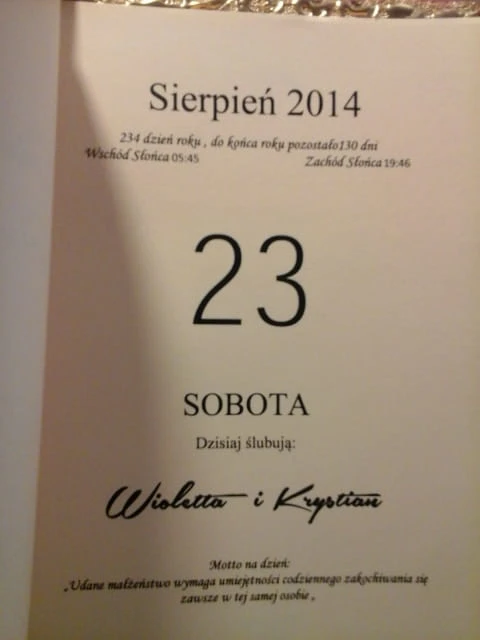 Sierpień 2014
234 dzień roku , do końca roku pozostało130 dni
Wschód Słońca 05:45 Zachód Słońca 19:46
23
SOBOTA
Dzisiaj ślubują:
Wioletta i Krystian
Motto na dzień:
„Udane małżeństwo wymaga umiejętności codziennego zakochiwania się
zawsze w tej samej osobie„